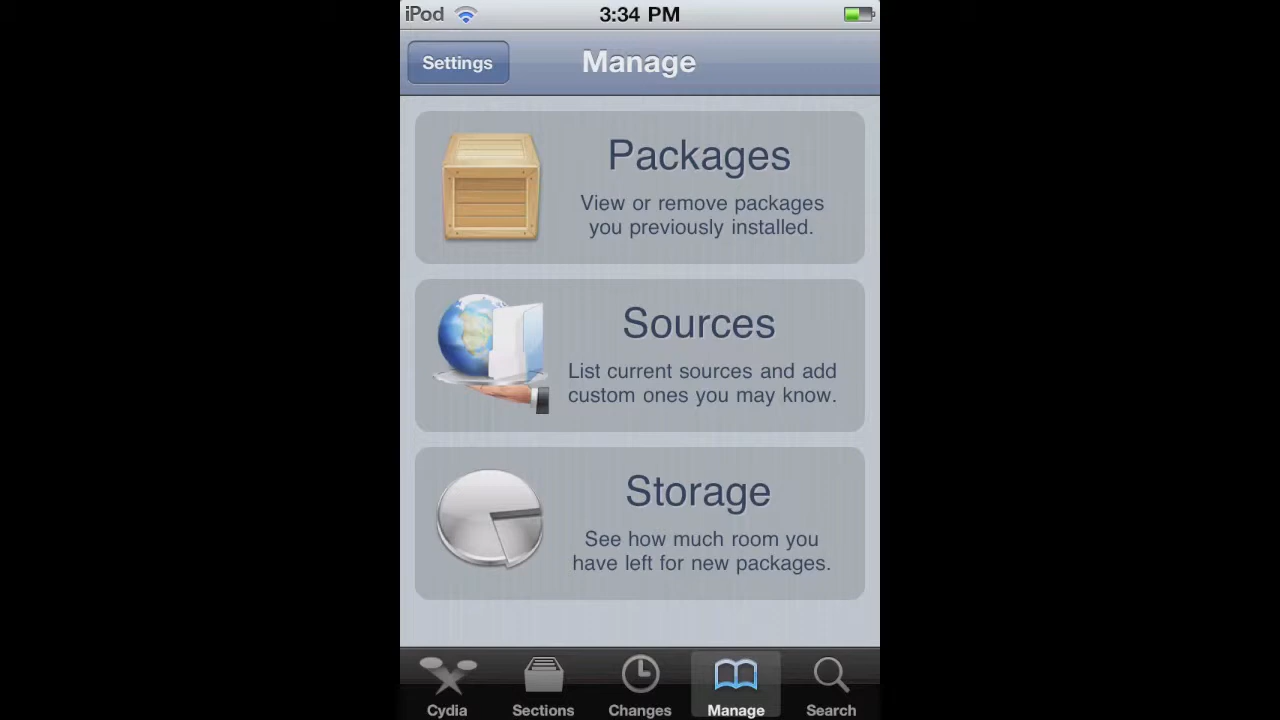 iPod 3:34 PM
Settings Manage
Packages
View or remove packages
you previously installed.
Sources
List current sources and add
custom ones you may know.
Storage
See how much room you
have left for new packages.
Cydia Sections Changes Manage Search